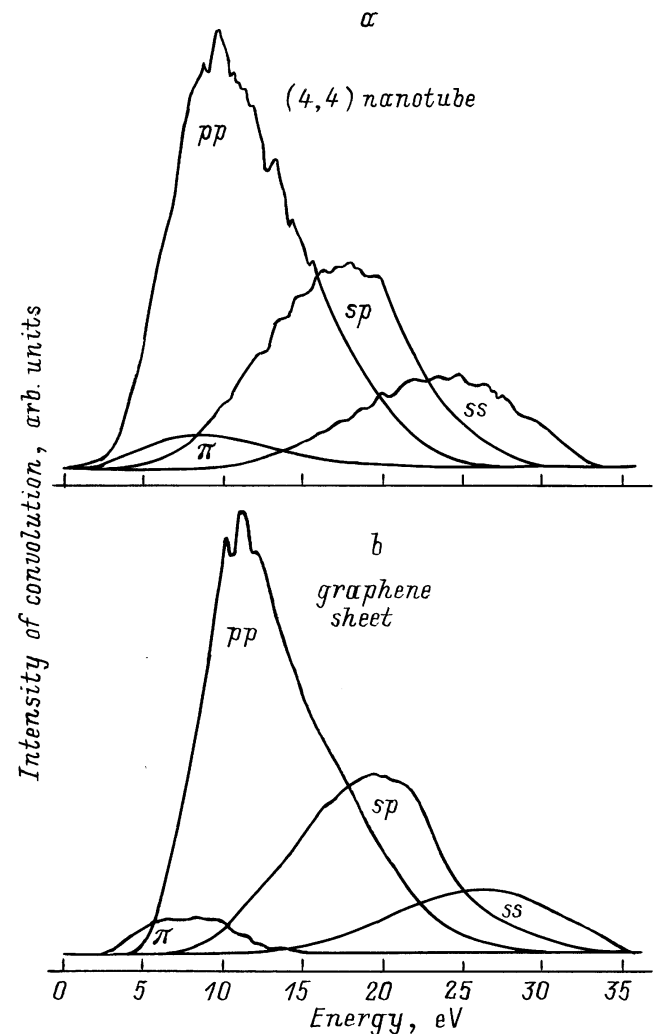 a
(4,4) nanotube
pp
sp
ss
π
Intensity of convolution, arb. units
b
graphene
sheet
pp
sp
ss
π
0 5 10 15 20 25 30 35
Energy, eV